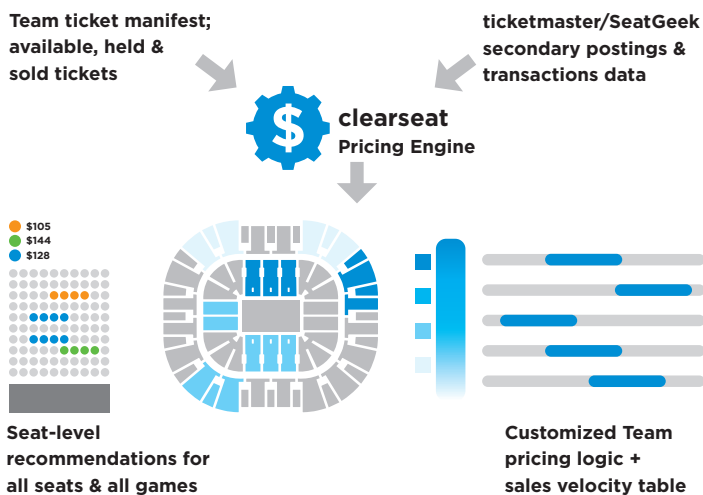 Team ticket manifest;
available, held &
sold tickets
ticketmaster/SeatGeek
secondary postings &
transactions data
$
clearseat
Pricing Engine
$105
$144
$128
Seat-level
recommendations for
all seats & all games
Customized Team
pricing logic +
sales velocity table